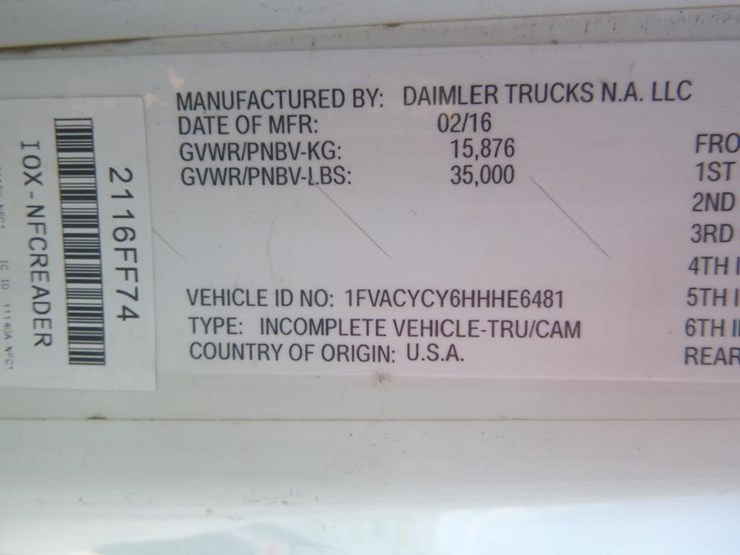 MANUFACTURED BY: DAIMLER TRUCKS N.A. LLC
DATE OF MFR: 02/16
GVWR/PNBV-KG: 15,876
GVWR/PNBV-LBS: 35,000
VEHICLE ID NO: 1FVACYCY6HHHE6481
TYPE: INCOMPLETE VEHICLE-TRU/CAM
COUNTRY OF ORIGIN: U.S.A.
FRO
1ST
2ND
3RD
4TH I
5TH I
6TH I
REAR
2116FF74
IOX-NFCREADER